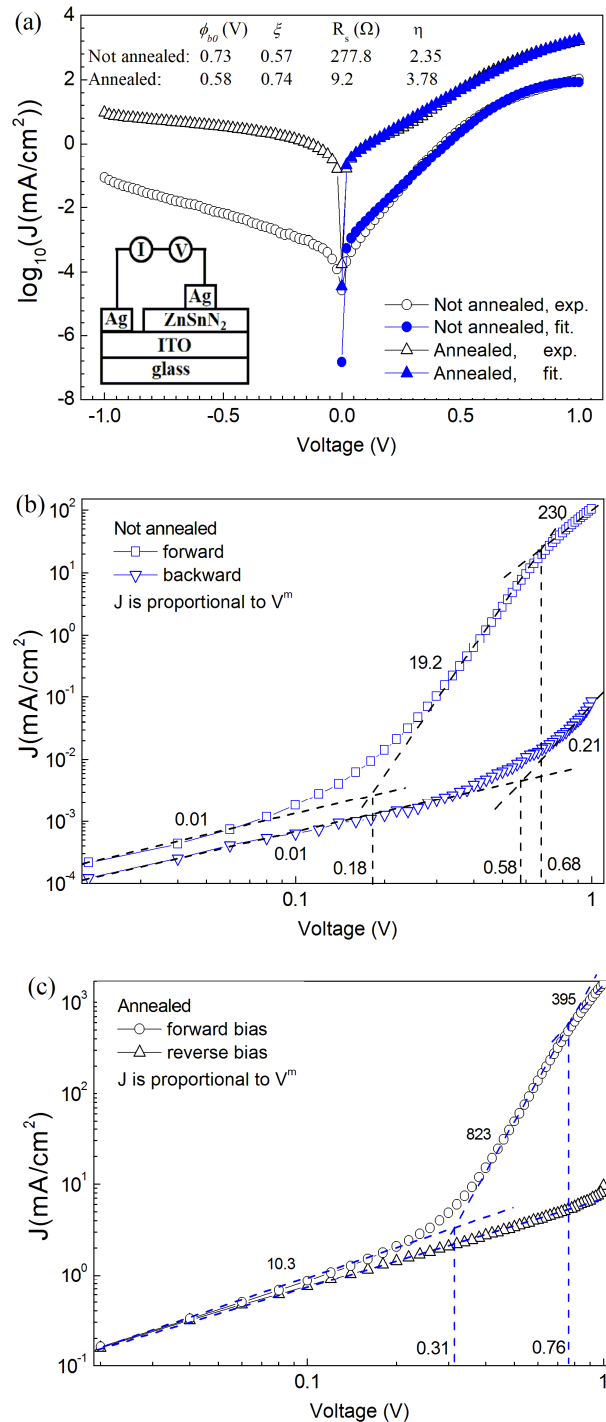 (a)
ϕb0 (V) ξ Rs (Ω) η
Not annealed: 0.73 0.57 277.8 2.35
Annealed: 0.58 0.74 9.2 3.78
4
2
0
-2
-4
-6
-8
log10(J(mA/cm²))
I V
Ag
Ag ZnSnN2
ITO
glass
Not annealed, exp.
Not annealed, fit.
Annealed, exp.
Annealed, fit.
-1.0 -0.5 0.0 0.5 1.0
Voltage (V)
(b)
10²
10¹
10⁰
10⁻¹
10⁻²
10⁻³
10⁻⁴
J(mA/cm²)
Not annealed
forward
backward
J is proportional to Vᵐ
230
19.2
0.21
0.01
0.01
0.18 0.58 0.68
0.1 1
Voltage (V)
(c)
10³
10²
10¹
10⁰
10⁻¹
J(mA/cm²)
Annealed
forward bias
reverse bias
J is proportional to Vᵐ
395
823
10.3
0.31 0.76
0.1 1
Voltage (V)